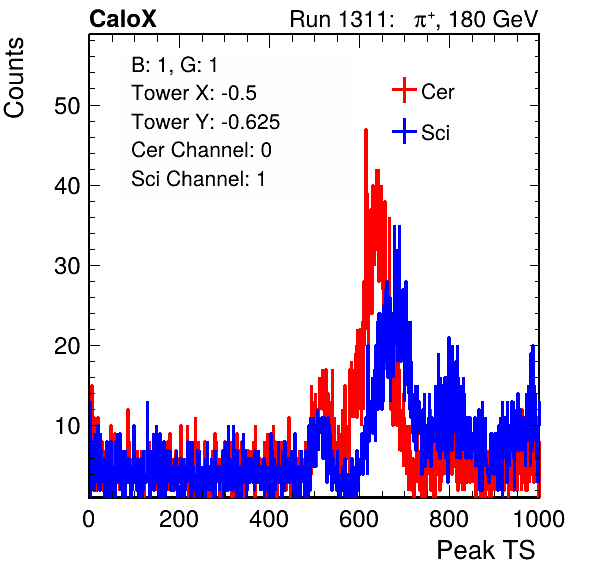 CaloX Run 1311: π⁺, 180 GeV
Counts
B: 1, G: 1
Tower X: -0.5
Tower Y: -0.625
Cer Channel: 0
Sci Channel: 1
Cer
Sci
50
40
30
20
10
0 200 400 600 800 1000
Peak TS